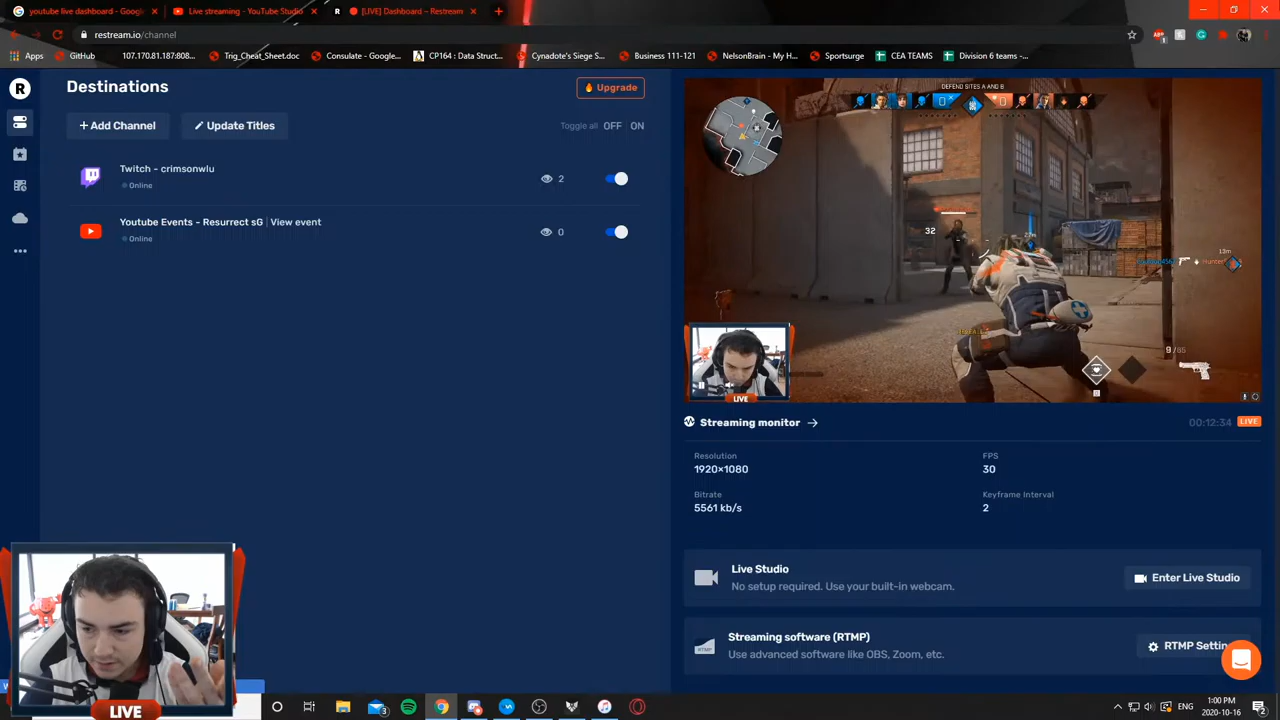 youtube live dashboard - Goog
Live streaming - YouTube Studio
[LIVE] Dashboard – Restream
restream.io/channel
Apps
GitHub
107.170.81.187:808...
Trig_Cheat_Sheet.doc
Consulate - Googl...
CP164 | Data Struct...
Cynadote's Siege S...
Business 111-121
NelsonBrain - My H...
Sportsurge
CEA TEAMS
Division 6 teams -...
R
Destinations
Upgrade
+ Add Channel
Update Titles
Toggle all OFF ON
Twitch - crimsonwlu
Online
2
Youtube Events - Resurrect sG | View event
Online
0
DEFEND SITES A AND B
32
13m
9 /85
LIVE
Streaming monitor →
00:12:34 LIVE
Resolution
1920×1080
FPS
30
Bitrate
5561 kb/s
Keyframe Interval
2
Live Studio
No setup required. Use your built-in webcam.
Enter Live Studio
RTMP
Streaming software (RTMP)
Use advanced software like OBS, Zoom, etc.
RTMP Settin
LIVE
ENG
1:00 PM
2020-10-16